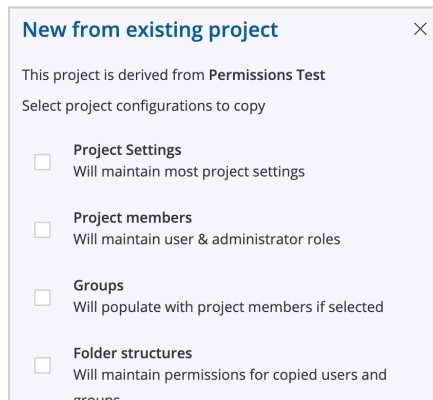 New from existing project
This project is derived from Permissions Test
Select project configurations to copy
Project Settings
Will maintain most project settings
Project members
Will maintain user & administrator roles
Groups
Will populate with project members if selected
Folder structures
Will maintain permissions for copied users and
groups